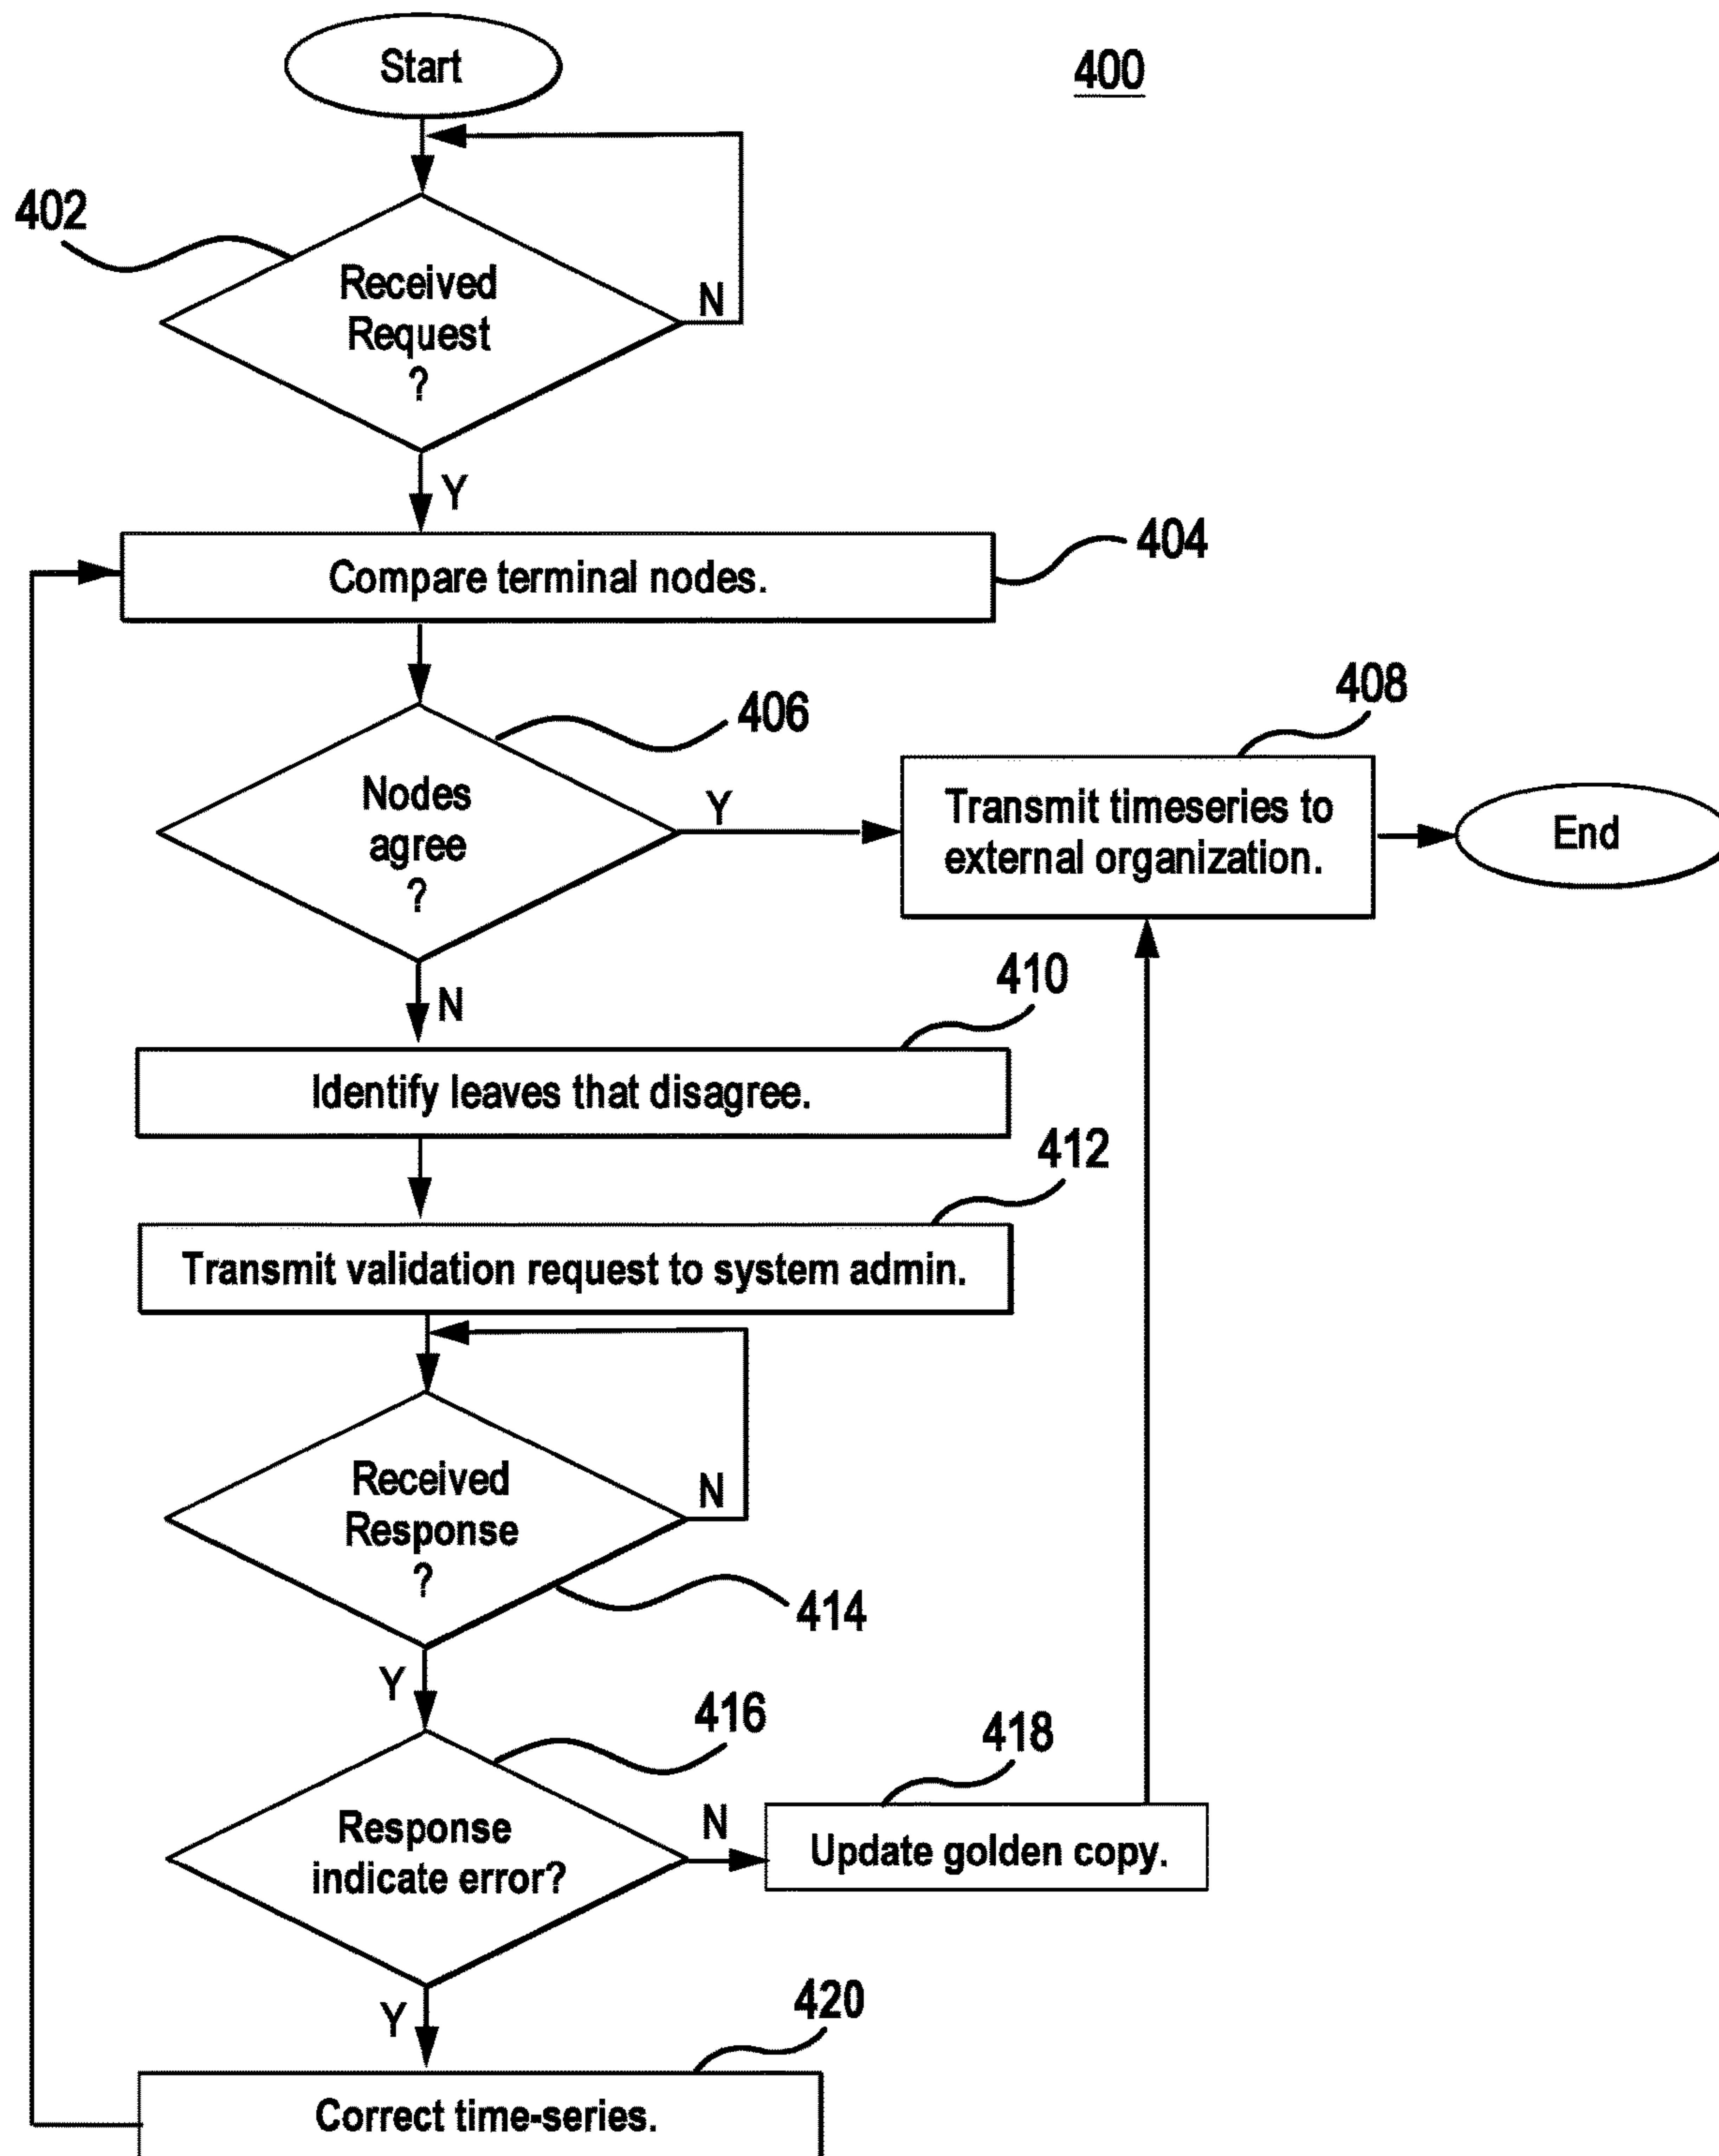 Start
400
402
Received
Request
?
N
Y
404
Compare terminal nodes.
406
408
Nodes
agree
?
Y
Transmit timeseries to
external organization.
End
N
410
Identify leaves that disagree.
412
Transmit validation request to system admin.
Received
Response
?
N
414
Y
416
418
Response
indicate error?
N
Update golden copy.
Y
420
Correct time-series.